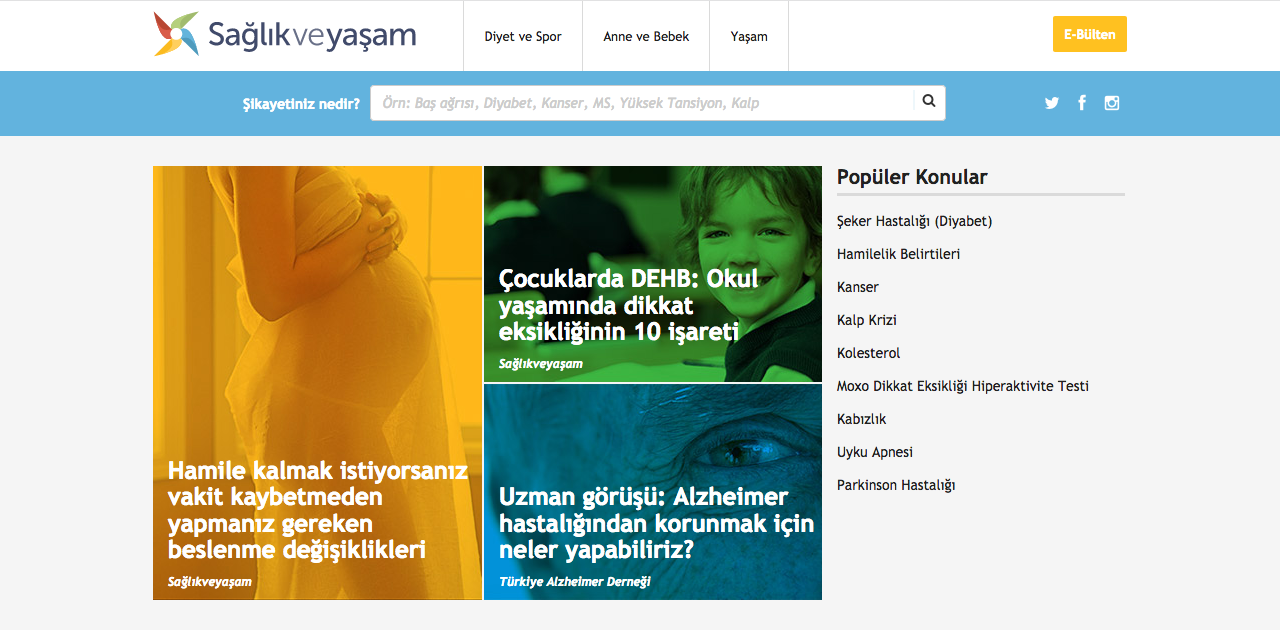 Sağlıkveyaşam
Diyet ve Spor
Anne ve Bebek
Yaşam
E-Bülten
Şikayetiniz nedir?
Örn: Baş ağrısı, Diyabet, Kanser, MS, Yüksek Tansiyon, Kalp
Hamile kalmak istiyorsanız
vakit kaybetmeden
yapmanız gereken
beslenme değişiklikleri
Sağlıkveyaşam
Çocuklarda DEHB: Okul
yaşamında dikkat
eksikliğinin 10 işareti
Sağlıkveyaşam
Uzman görüşü: Alzheimer
hastalığından korunmak için
neler yapabiliriz?
Türkiye Alzheimer Derneği
Popüler Konular
Şeker Hastalığı (Diyabet)
Hamilelik Belirtileri
Kanser
Kalp Krizi
Kolesterol
Moxo Dikkat Eksikliği Hiperaktivite Testi
Kabızlık
Uyku Apnesi
Parkinson Hastalığı